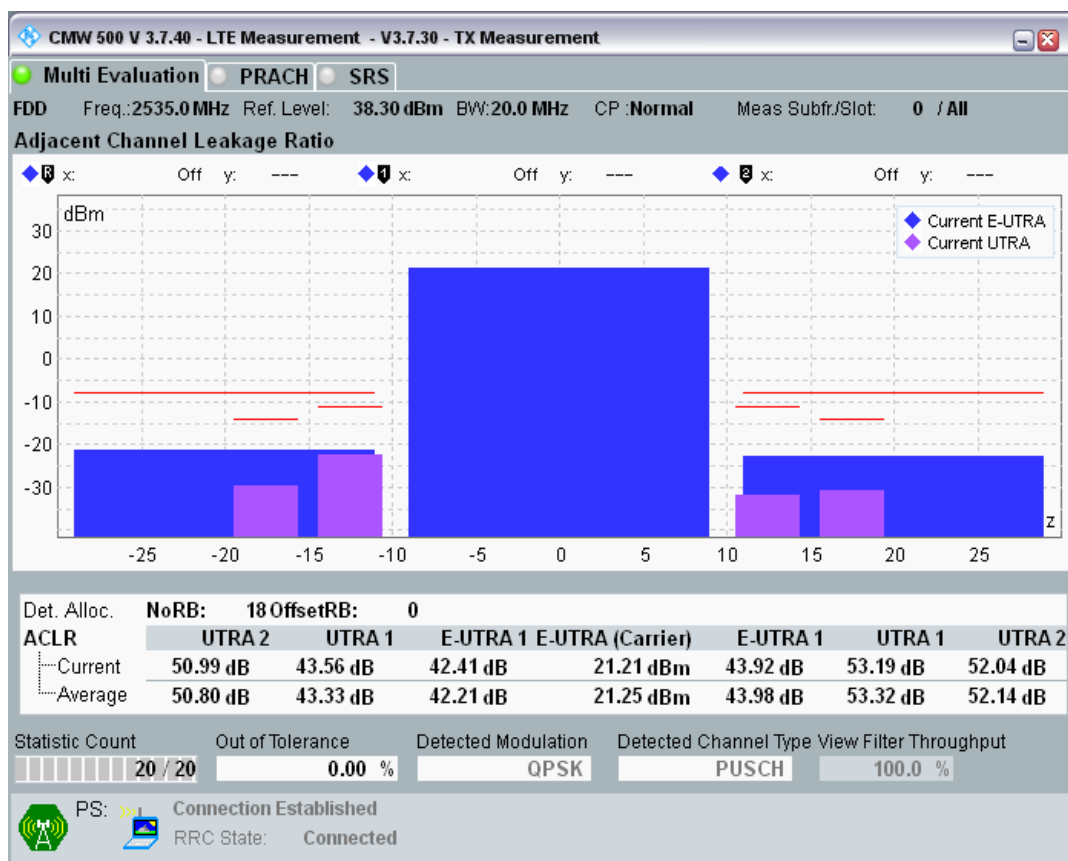 CMW 500 V 3.7.40 - LTE Measurement - V3.7.30 - TX Measurement
Multi Evaluation PRACH SRS
FDD Freq.:2535.0 MHz Ref. Level: 38.30 dBm BW:20.0 MHz CP :Normal Meas Subfr./Slot: 0 / All
Adjacent Channel Leakage Ratio
R x: Off y: --- 1 x: Off y: --- 2 x: Off y: ---
dBm
Current E-UTRA
Current UTRA
30
20
10
0
-10
-20
-30
z
-25 -20 -15 -10 -5 0 5 10 15 20 25
Det. Alloc. NoRB: 18 OffsetRB: 0
ACLR UTRA 2 UTRA 1 E-UTRA 1 E-UTRA (Carrier) E-UTRA 1 UTRA 1 UTRA 2
Current 50.99 dB 43.56 dB 42.41 dB 21.21 dBm 43.92 dB 53.19 dB 52.04 dB
Average 50.80 dB 43.33 dB 42.21 dB 21.25 dBm 43.98 dB 53.32 dB 52.14 dB
Statistic Count Out of Tolerance Detected Modulation Detected Channel Type View Filter Throughput
20 / 20 0.00 % QPSK PUSCH 100.0 %
PS: Connection Established
RRC State: Connected